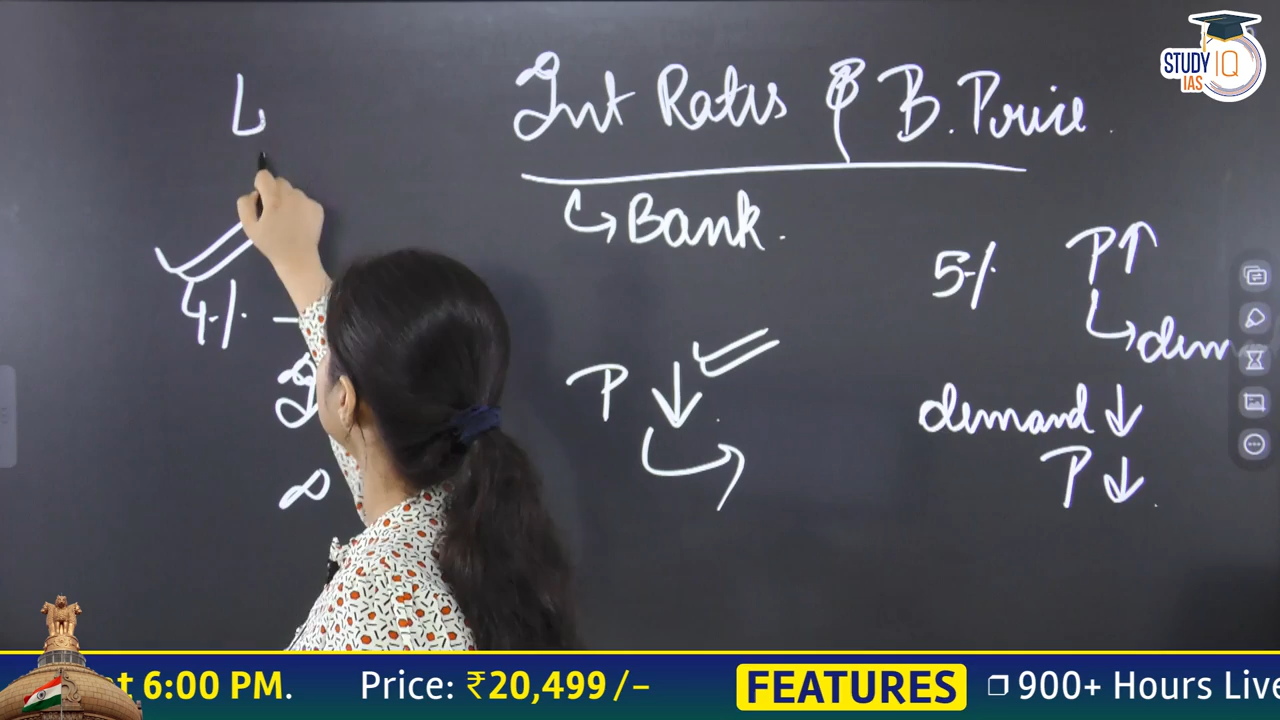 STUDY IQ
IAS
Int Rates & B. Price.
Bank.
4%
5%
P↑
P↓
demand↓
P↓
at 6:00 PM.
Price: ₹20,499/-
FEATURES
900+ Hours Live